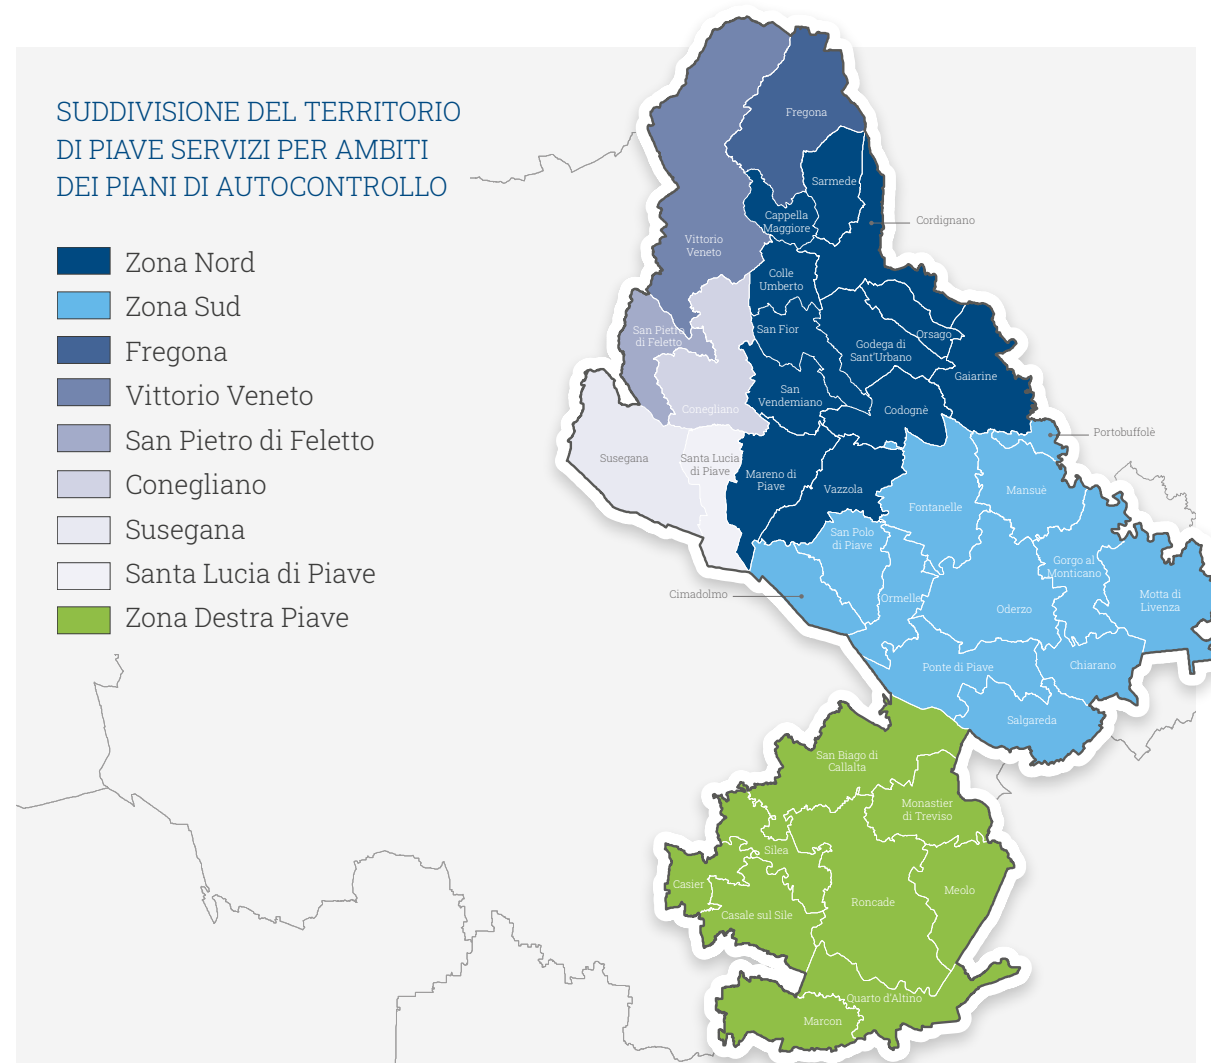 SUDDIVISIONE DEL TERRITORIO
DI PIAVE SERVIZI PER AMBITI
DEI PIANI DI AUTOCONTROLLO
Zona Nord
Zona Sud
Fregona
Vittorio Veneto
San Pietro di Feletto
Conegliano
Susegana
Santa Lucia di Piave
Zona Destra Piave
Fregona
Sarmede
Cappella
Maggiore
Cordignano
Vittorio
Veneto
Colle
Umberto
San Pietro
di Feletto
San Fior
Orsago
Godega di
Sant'Urbano
Gaiarine
San
Vendemiano
Conegliano
Codognè
Portobuffolè
Susegana
Santa Lucia
di Piave
Mareno di
Piave
Vazzola
Mansuè
Fontanelle
San Polo
di Piave
Gorgo al
Monticano
Cimadolmo
Ormelle
Oderzo
Motta di
Livenza
Ponte di Piave
Chiarano
Salgareda
San Biago di
Callalta
Monastier
di Treviso
Silea
Casier
Meolo
Roncade
Casale sul Sile
Quarto d'Altino
Marcon